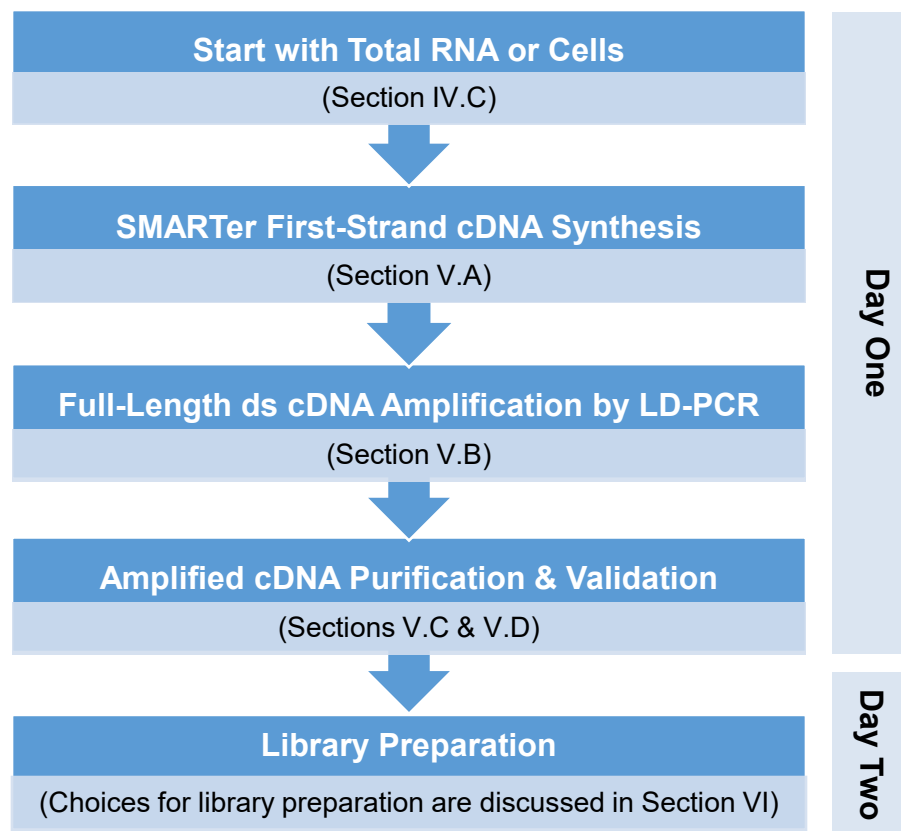 Start with Total RNA or Cells
(Section IV.C)
SMARTer First-Strand cDNA Synthesis
(Section V.A)
Full-Length ds cDNA Amplification by LD-PCR
(Section V.B)
Amplified cDNA Purification & Validation
(Sections V.C & V.D)
Day One
Library Preparation
(Choices for library preparation are discussed in Section VI)
Day Two